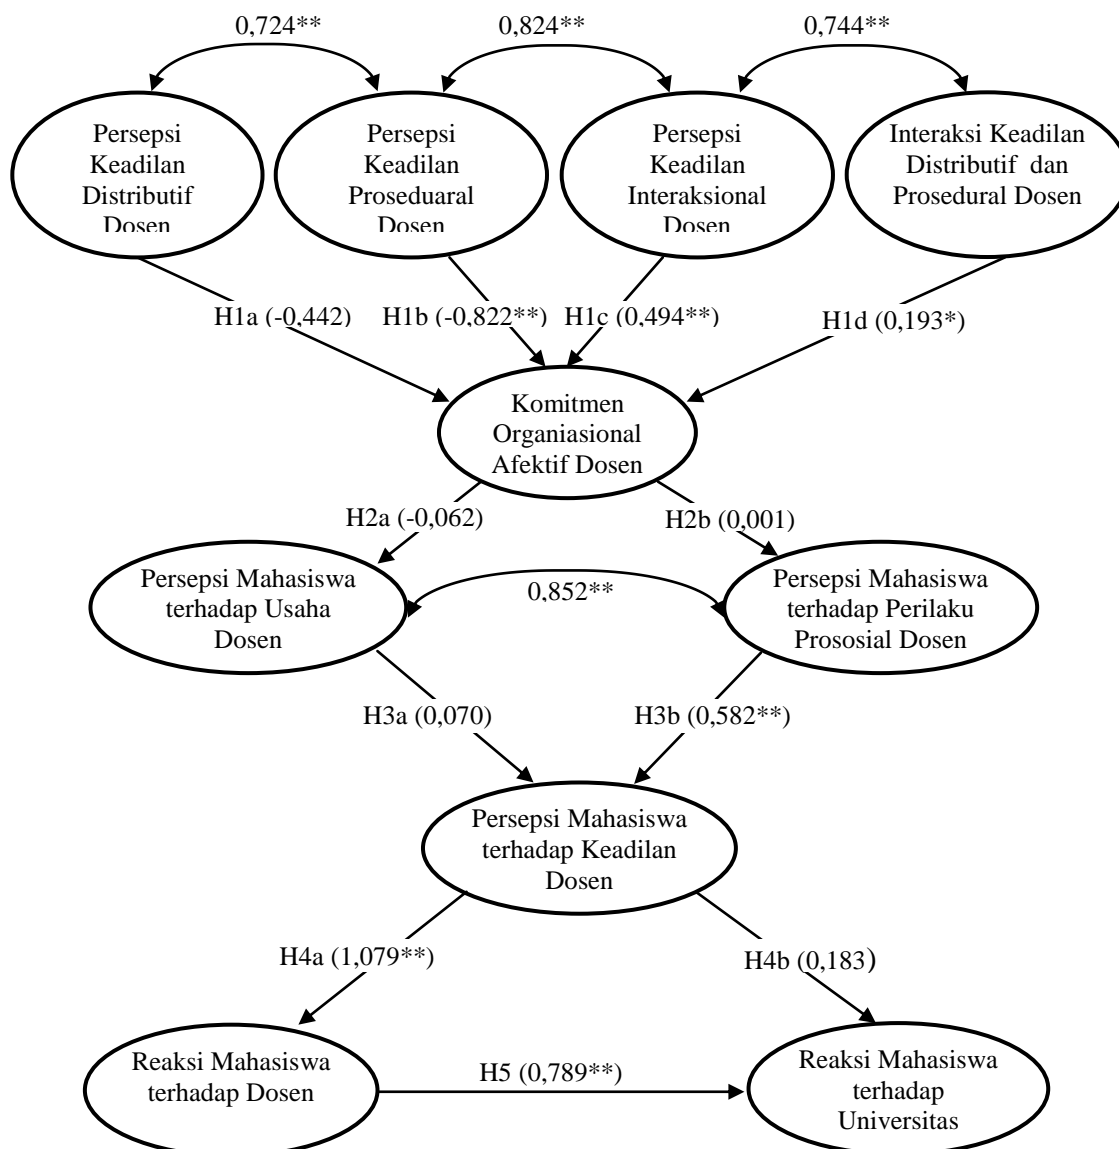 0,724**
0,824**
0,744**
Persepsi
Keadilan
Distributif
Dosen
Persepsi
Keadilan
Proseduaral
Dosen
Persepsi
Keadilan
Interaksional
Dosen
Interaksi Keadilan
Distributif dan
Prosedural Dosen
H1a (-0,442)
H1b (-0,822**)
H1c (0,494**)
H1d (0,193*)
Komitmen
Organiasional
Afektif Dosen
H2a (-0,062)
H2b (0,001)
Persepsi Mahasiswa
terhadap Usaha
Dosen
0,852**
Persepsi Mahasiswa
terhadap Perilaku
Prososial Dosen
H3a (0,070)
H3b (0,582**)
Persepsi Mahasiswa
terhadap Keadilan
Dosen
H4a (1,079**)
H4b (0,183)
Reaksi Mahasiswa
terhadap Dosen
H5 (0,789**)
Reaksi Mahasiswa
terhadap
Universitas